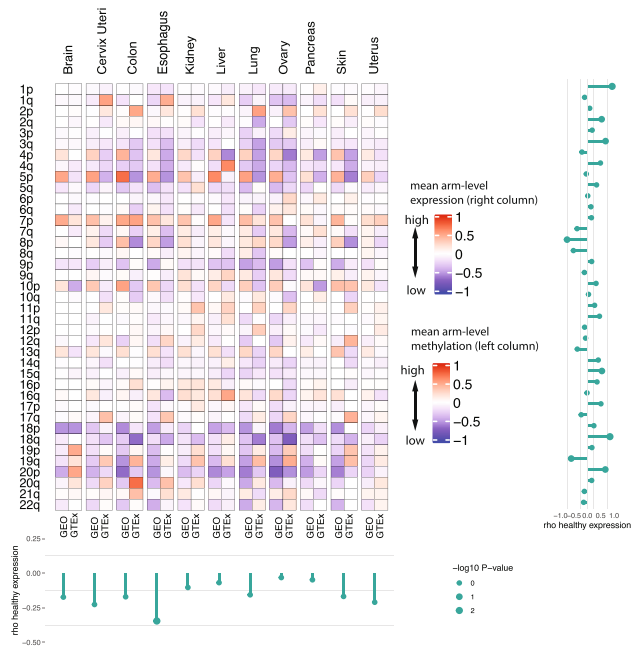 Brain
Cervix Uteri
Colon
Esophagus
Kidney
Liver
Lung
Ovary
Pancreas
Skin
Uterus
1p
1q
2p
2q
3p
3q
4p
4q
5p
5q
6p
6q
7p
7q
8p
8q
9p
9q
10p
10q
11p
11q
12p
12q
13q
14q
15q
16p
16q
17p
17q
18p
18q
19p
19q
20p
20q
21q
22q
GEO GTEx GEO GTEx GEO GTEx GEO GTEx GEO GTEx GEO GTEx GEO GTEx GEO GTEx GEO GTEx GEO GTEx GEO GTEx
mean arm-level
expression (right column)
high
low
1
0.5
0
−0.5
−1
mean arm-level
methylation (left column)
high
low
1
0.5
0
−0.5
−1
-1.0 -0.5 0.0 0.5 1.0
rho healthy expression
rho healthy expression
0.25
0.00
−0.25
−0.50
−log10 P-value
0
1
2